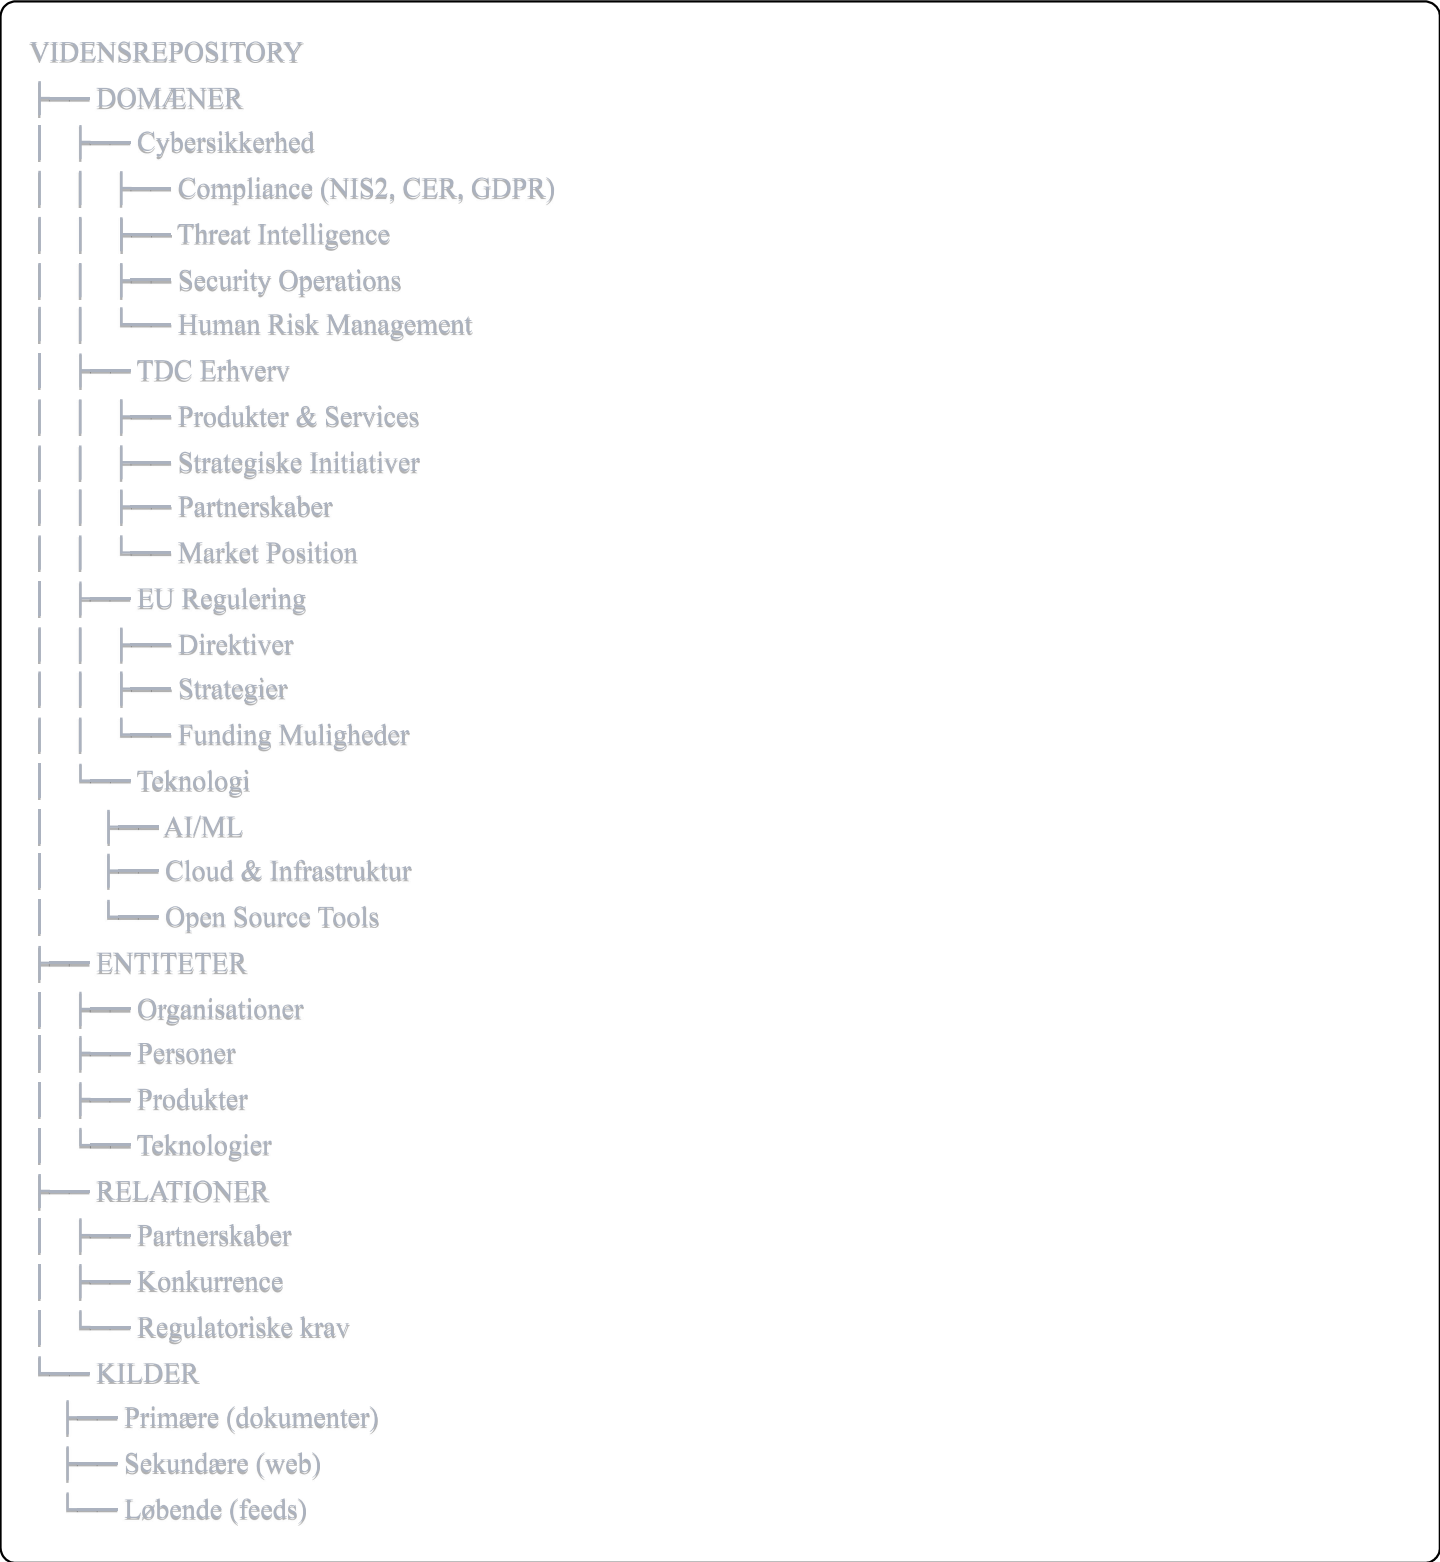 VIDENSREPOSITORY
├── DOMÆNER
│   ├── Cybersikkerhed
│   │   ├── Compliance (NIS2, CER, GDPR)
│   │   ├── Threat Intelligence
│   │   ├── Security Operations
│   │   └── Human Risk Management
│   ├── TDC Erhverv
│   │   ├── Produkter & Services
│   │   ├── Strategiske Initiativer
│   │   ├── Partnerskaber
│   │   └── Market Position
│   ├── EU Regulering
│   │   ├── Direktiver
│   │   ├── Strategier
│   │   └── Funding Muligheder
│   └── Teknologi
│       ├── AI/ML
│       ├── Cloud & Infrastruktur
│       └── Open Source Tools
├── ENTITETER
│   ├── Organisationer
│   ├── Personer
│   ├── Produkter
│   └── Teknologier
├── RELATIONER
│   ├── Partnerskaber
│   ├── Konkurrence
│   └── Regulatoriske krav
└── KILDER
    ├── Primære (dokumenter)
    ├── Sekundære (web)
    └── Løbende (feeds)